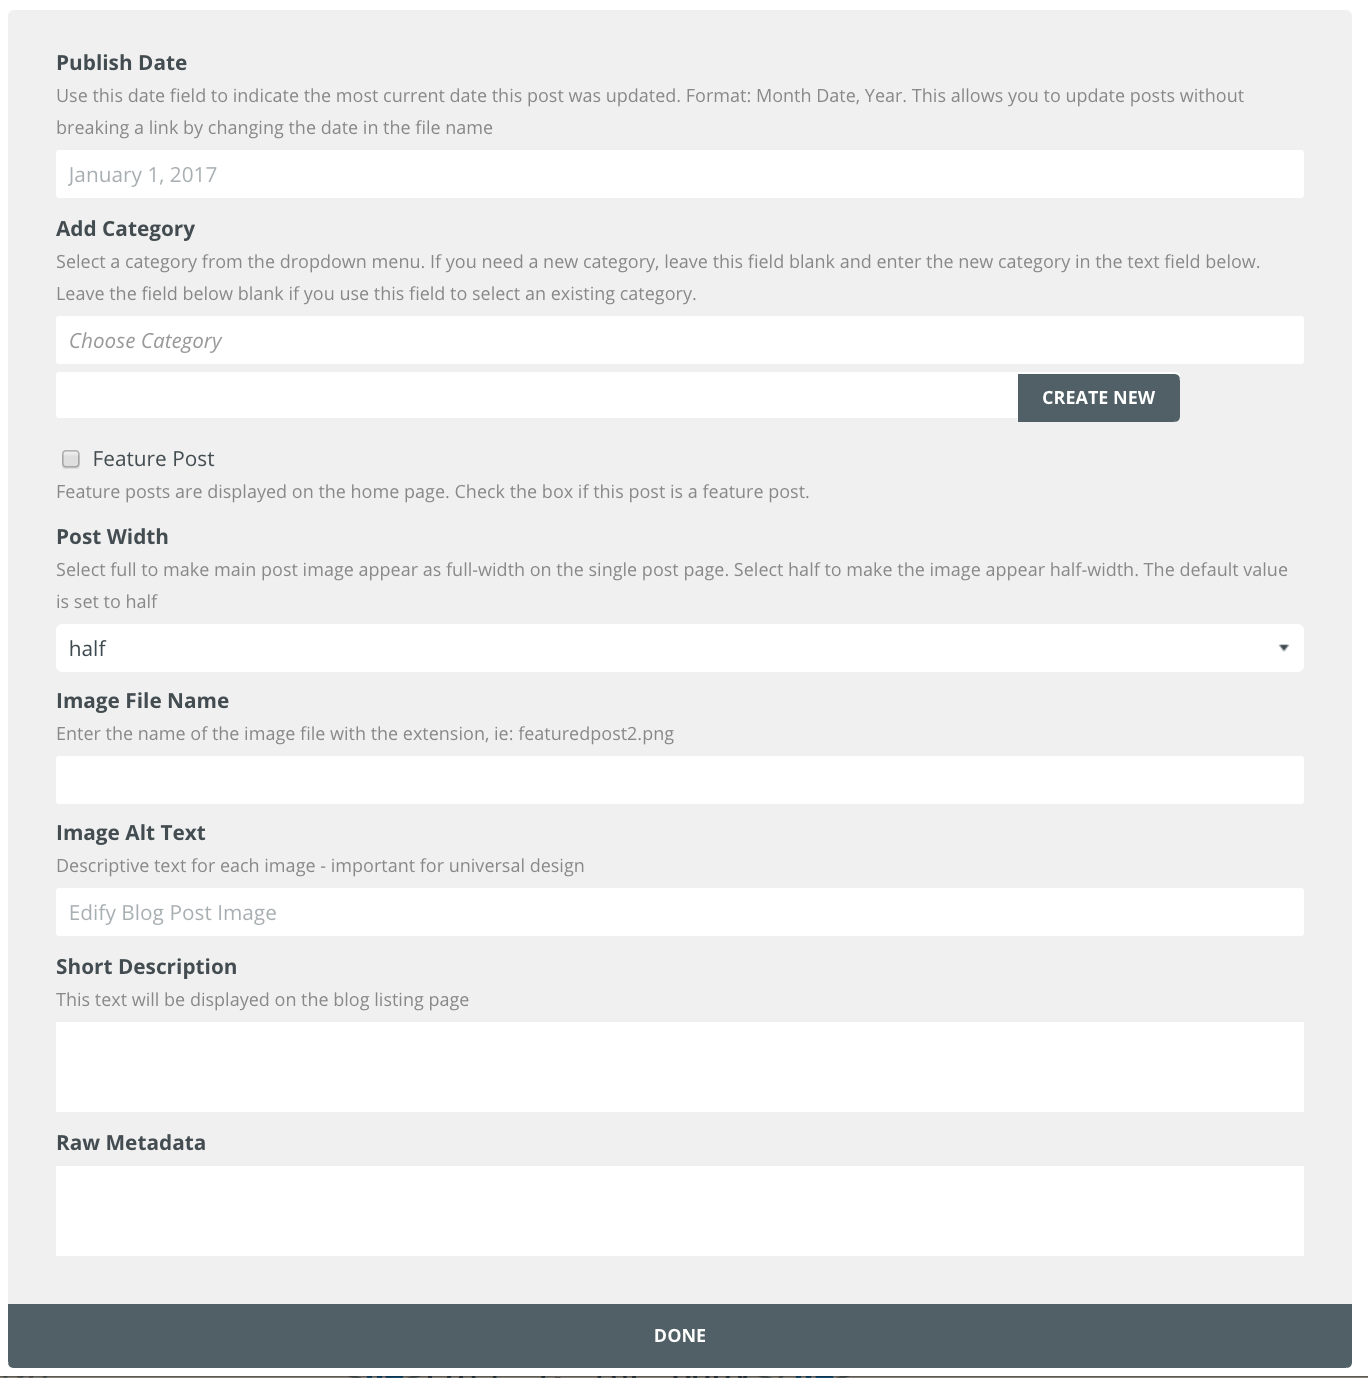 Publish Date
Use this date field to indicate the most current date this post was updated. Format: Month Date, Year. This allows you to update posts without
breaking a link by changing the date in the file name
January 1, 2017
Add Category
Select a category from the dropdown menu. If you need a new category, leave this field blank and enter the new category in the text field below.
Leave the field below blank if you use this field to select an existing category.
Choose Category
CREATE NEW
Feature Post
Feature posts are displayed on the home page. Check the box if this post is a feature post.
Post Width
Select full to make main post image appear as full-width on the single post page. Select half to make the image appear half-width. The default value
is set to half
half
Image File Name
Enter the name of the image file with the extension, ie: featuredpost2.png
Image Alt Text
Descriptive text for each image - important for universal design
Edify Blog Post Image
Short Description
This text will be displayed on the blog listing page
Raw Metadata
DONE